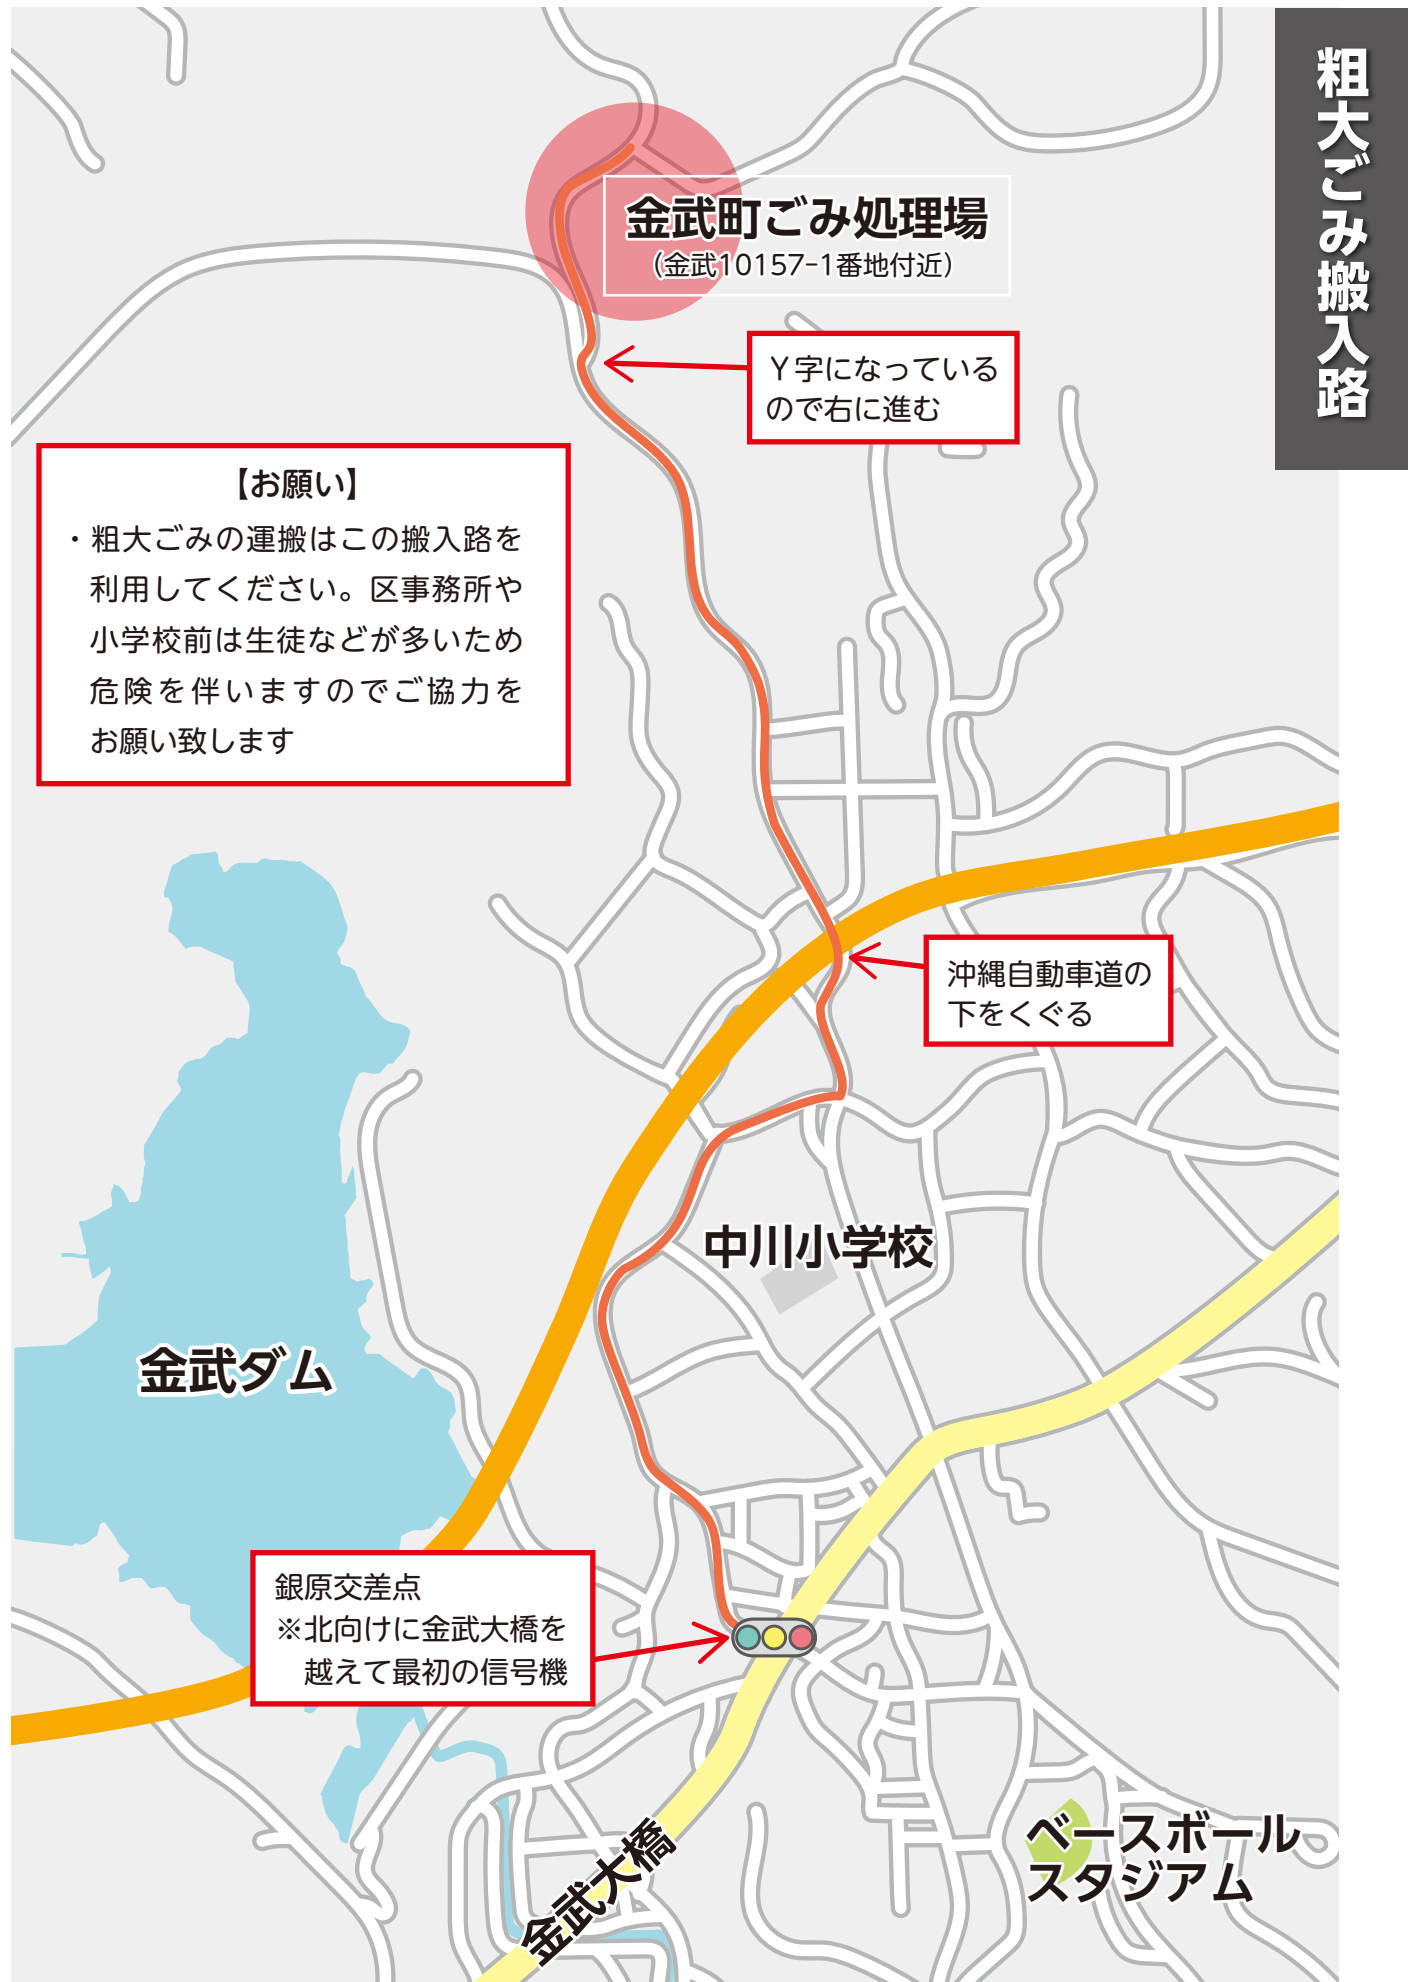 粗大ごみ搬入路
金武町ごみ処理場
（金武10157-1番地付近）
Ｙ字になっている
ので右に進む
【お願い】
・粗大ごみの運搬はこの搬入路を
利用してください。区事務所や
小学校前は生徒などが多いため
危険を伴いますのでご協力を
お願い致します
沖縄自動車道の
下をくぐる
中川小学校
金武ダム
銀原交差点
※北向けに金武大橋を
越えて最初の信号機
金武大橋
ベースボール
スタジアム